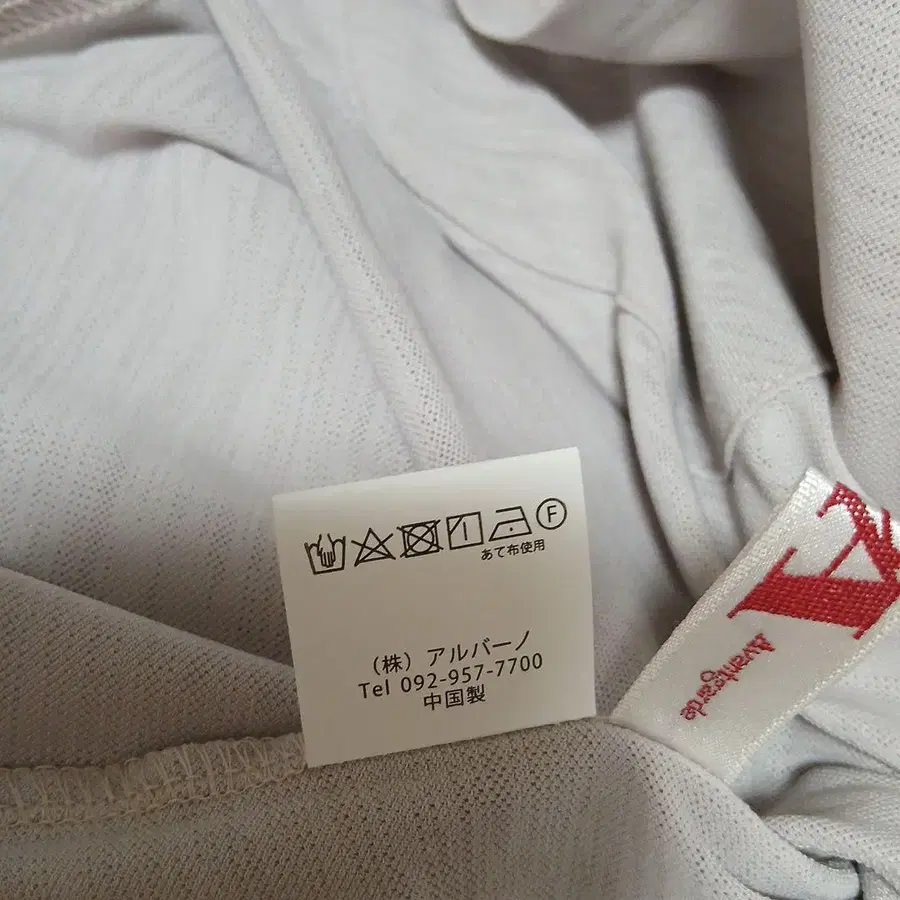 F
あて布使用
（株）アルバーノ
Tel 092-957-7700
中国製
Avantgarde